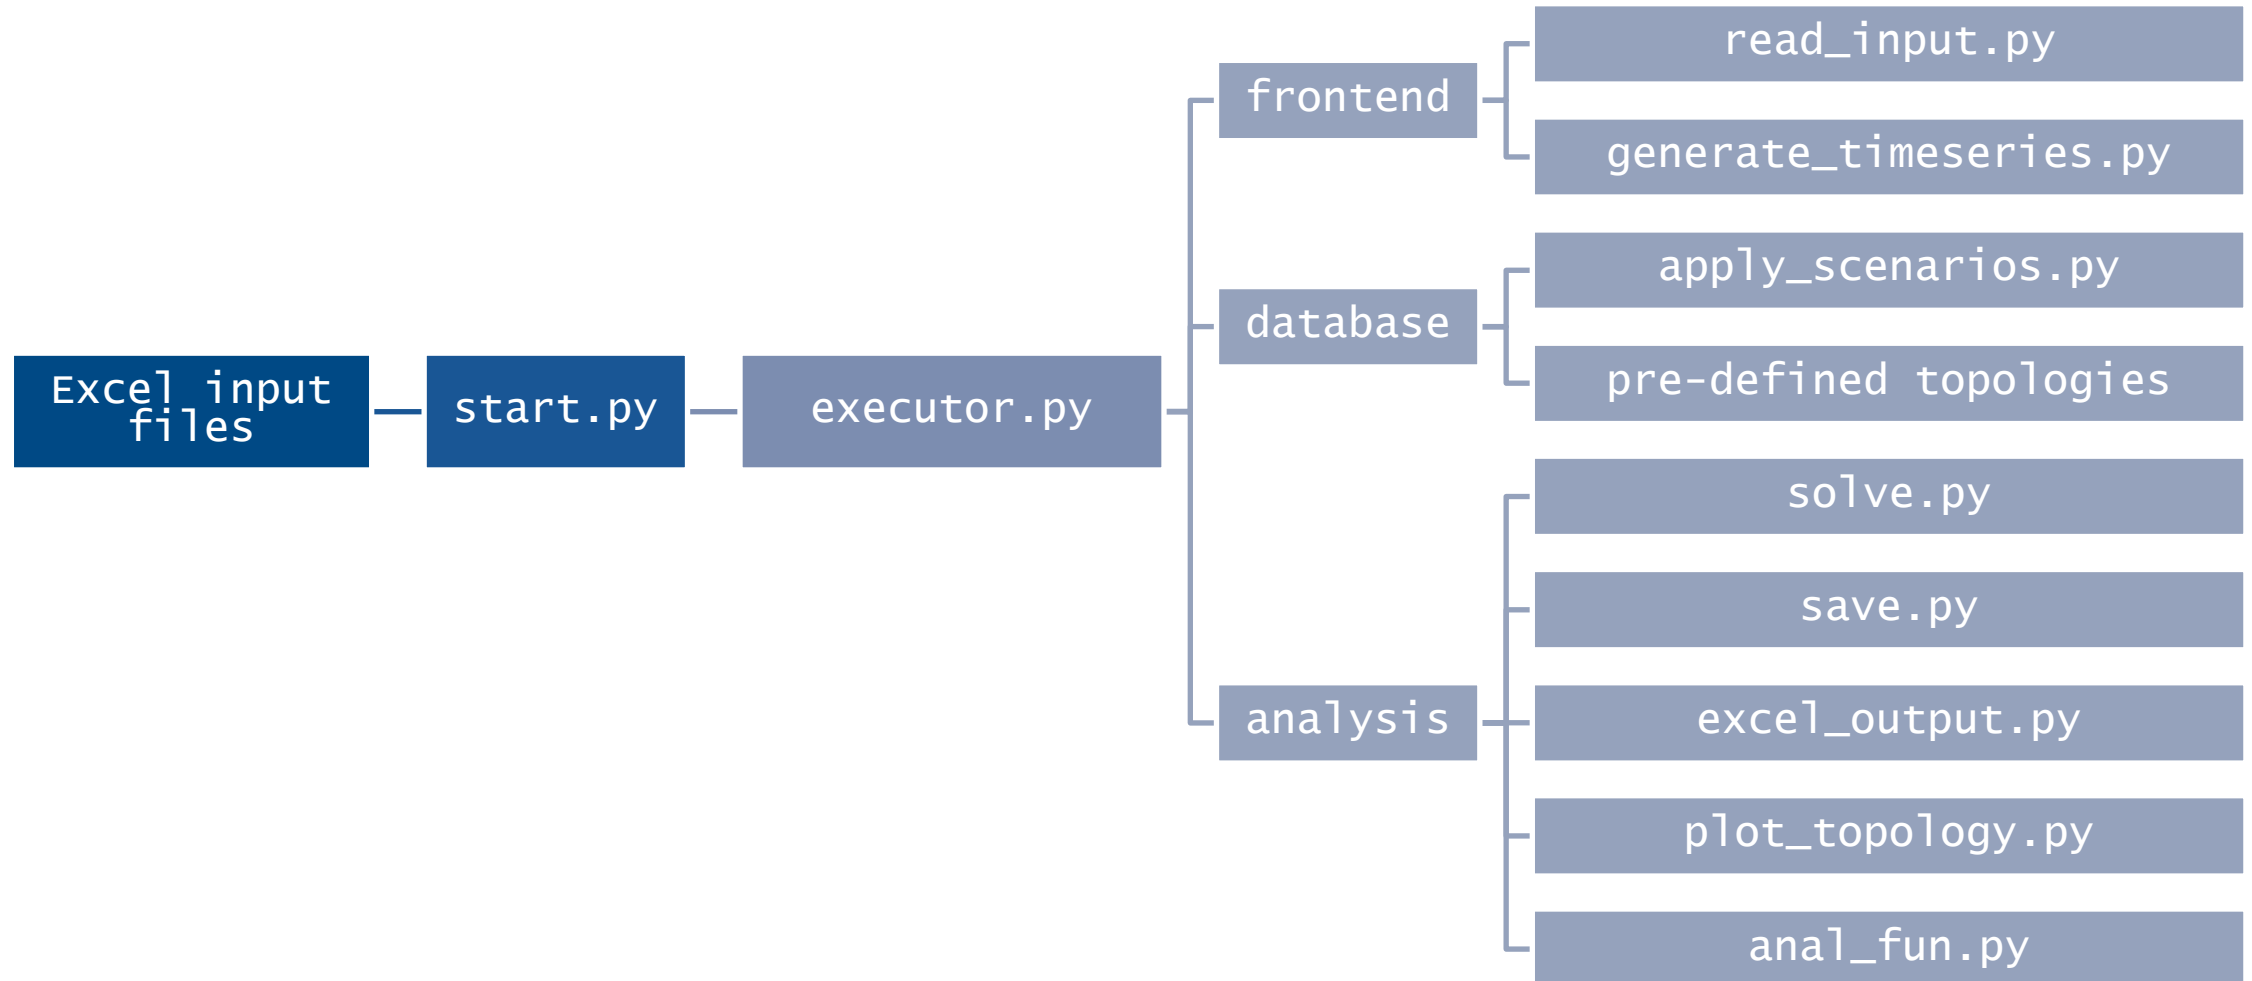 Excel input
files
start.py
executor.py
frontend
read_input.py
generate_timeseries.py
database
apply_scenarios.py
pre-defined topologies
analysis
solve.py
save.py
excel_output.py
plot_topology.py
anal_fun.py